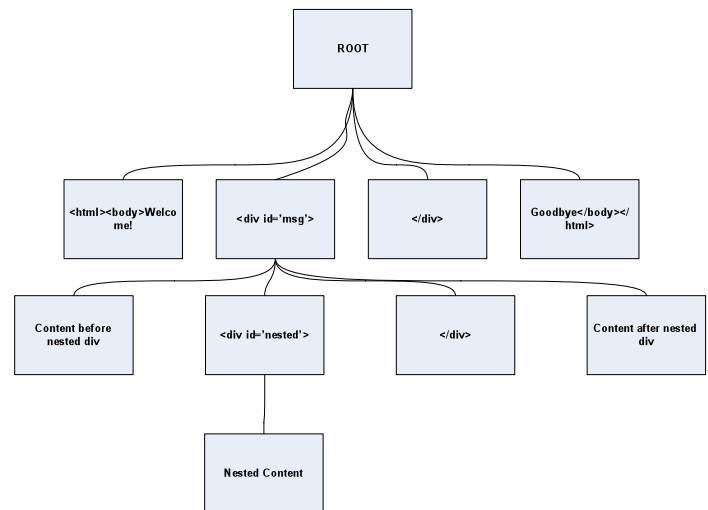 ROOT
<html><body>Welco
me!
<div id='msg'>
</div>
Goodbye</body></
html>
Content before
nested div
<div id='nested'>
</div>
Content after nested
div
Nested Content